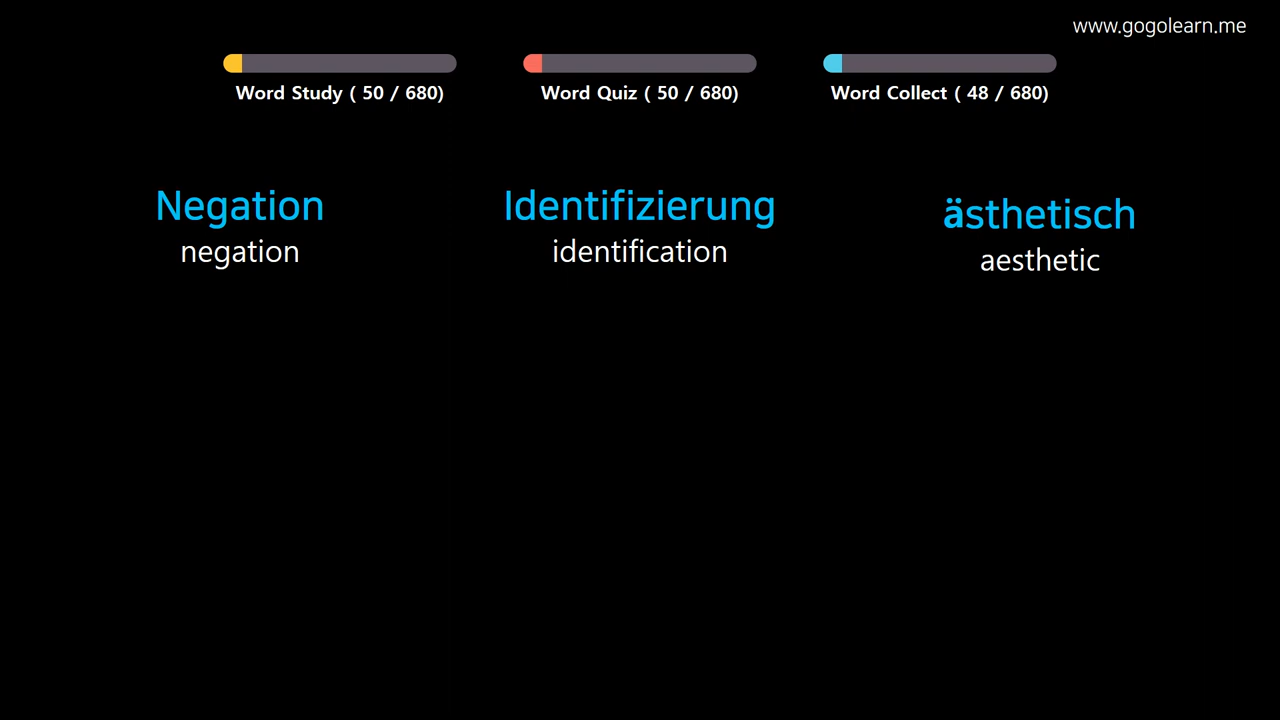 www.gogolearn.me
Word Study ( 50 / 680)
Word Quiz ( 50 / 680)
Word Collect ( 48 / 680)
Negation
negation
Identifizierung
identification
ästhetisch
aesthetic